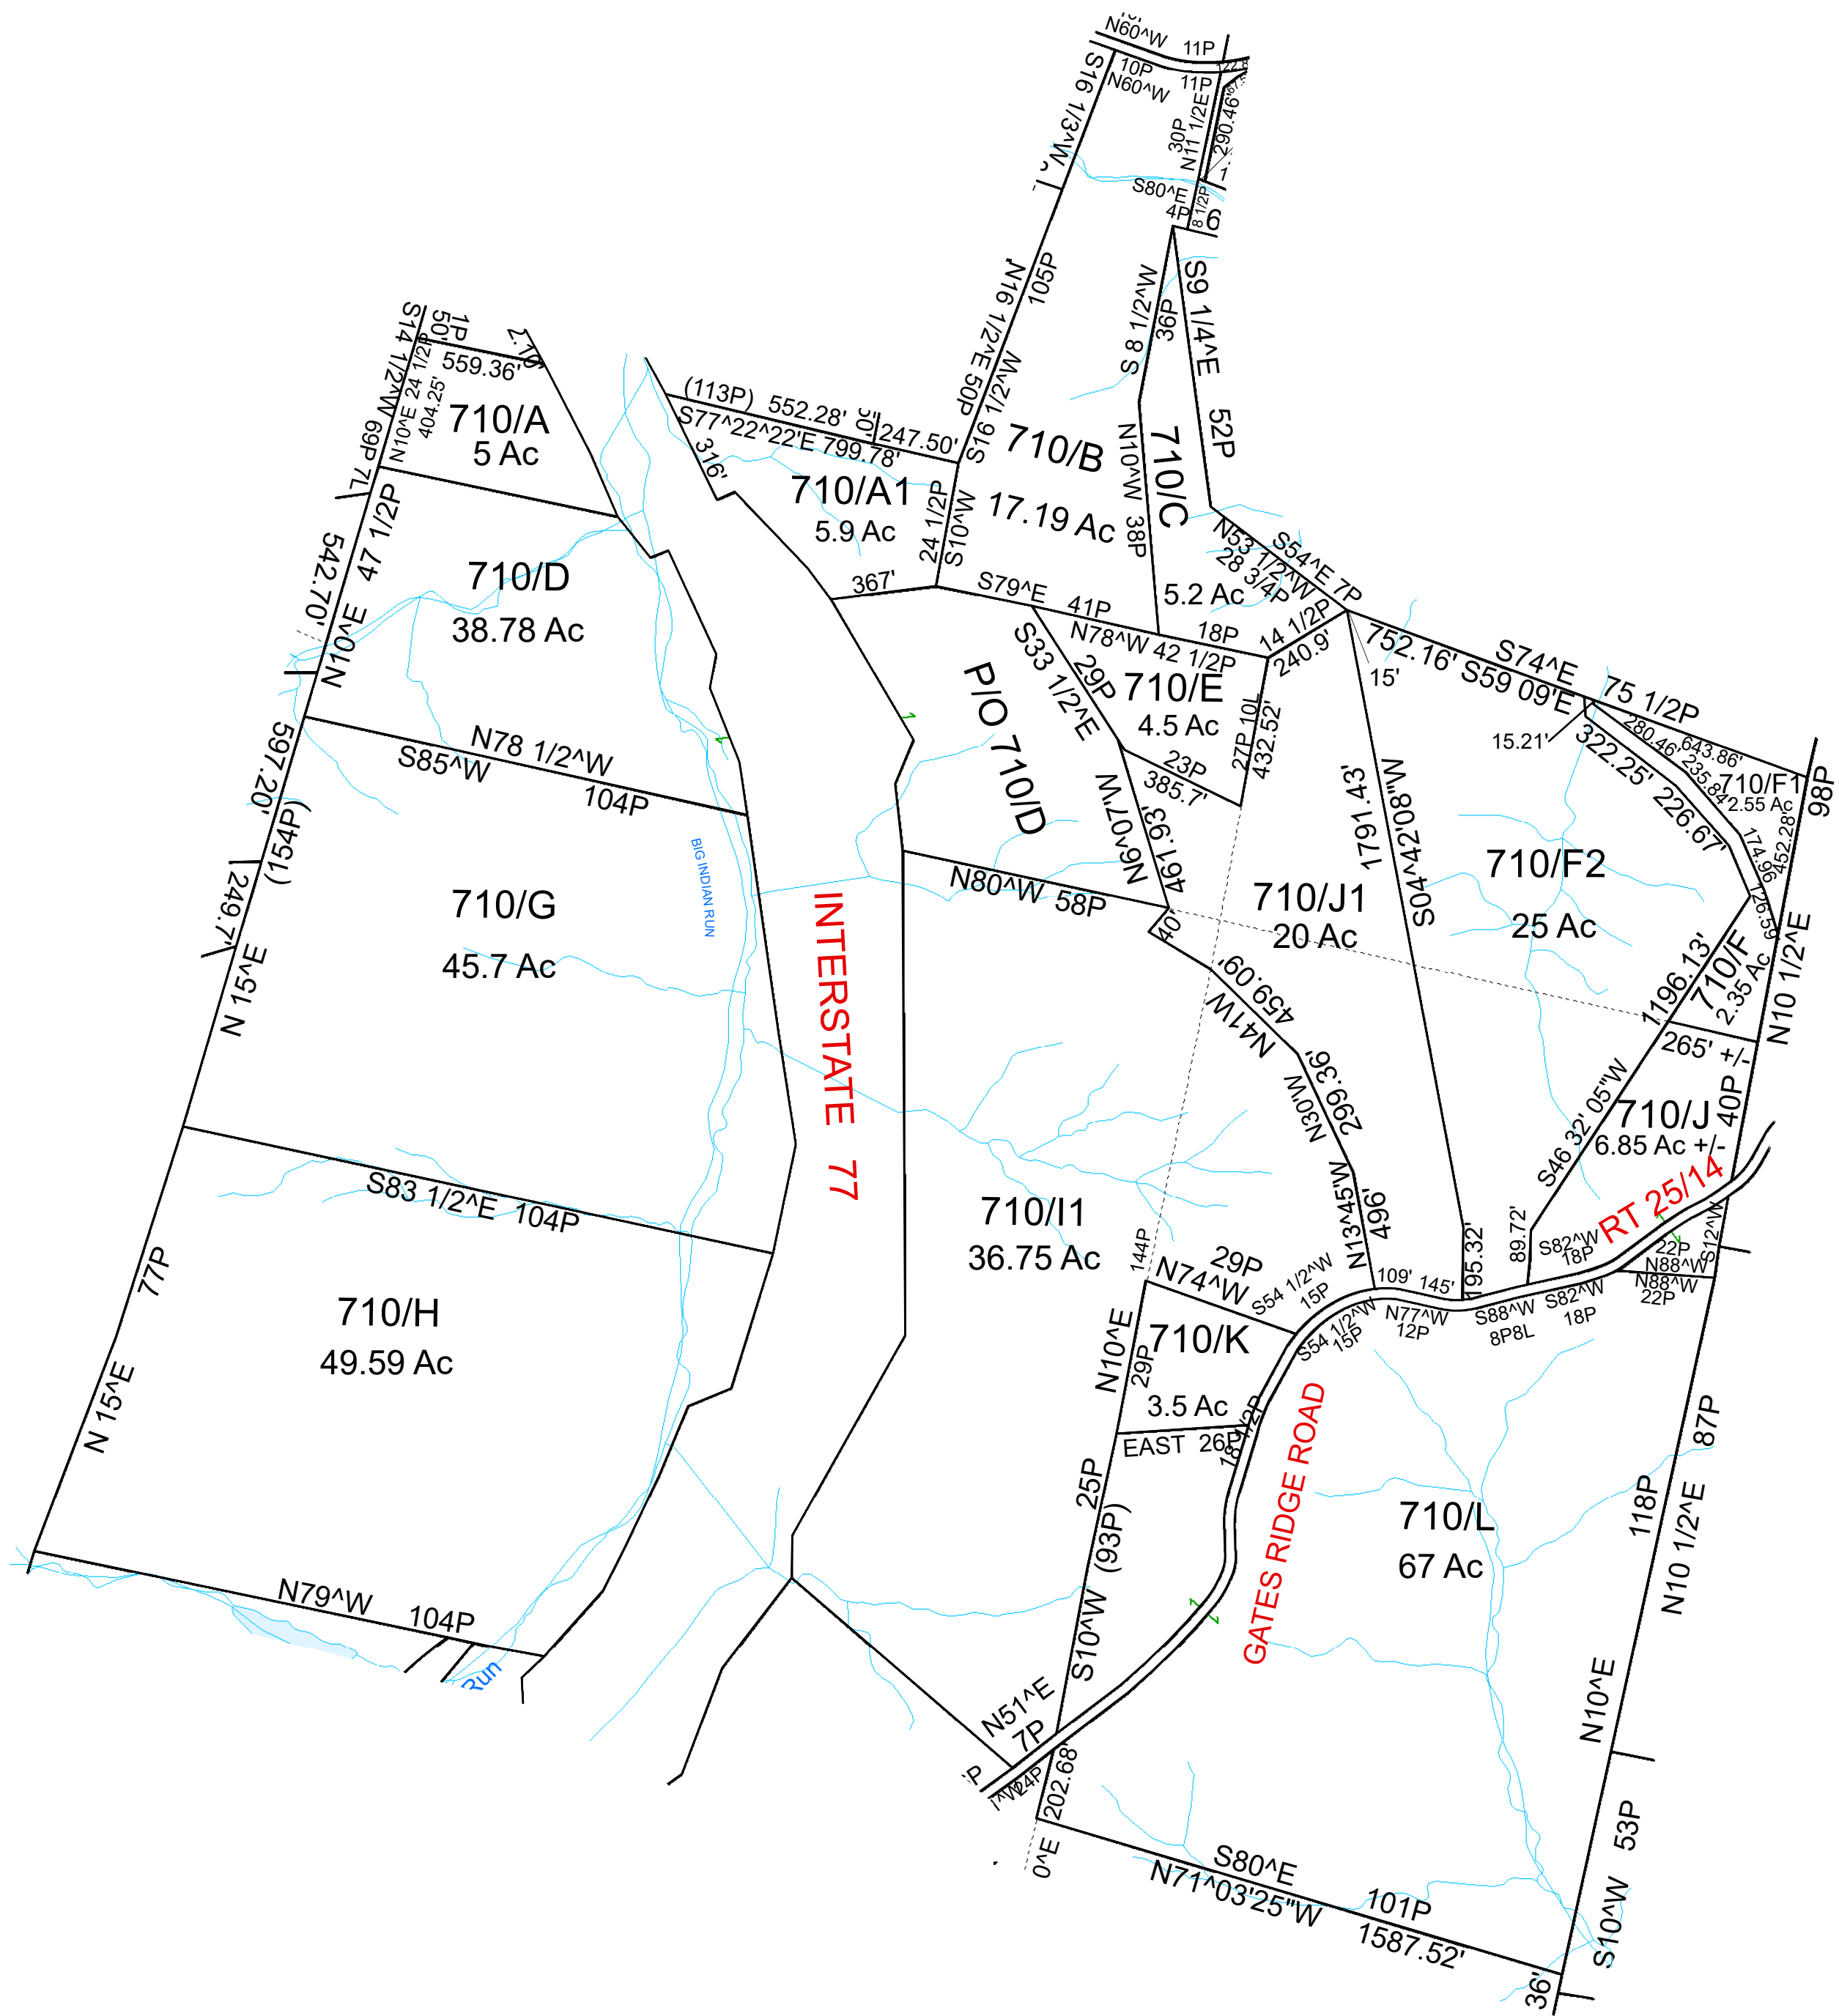 N60^W
11P
10P
N60^W
11P
S16 1/3^W
30P
N11 1/2E
290.46'
S80^E
4P
8 1/2P
6
N16 1/2^E 50P
105P
S16 1/2^W
S 8 1/2^W
36P
S9 1/4^E
52P
S14 1/2^W 69P 7L
50'
1P
559.36'
N10^E 24 1/2P
404.25'
710/A
5 Ac
(113P) 552.28'
50'
247.50'
S77^22^22'E 799.78'
316'
710/A1
5.9 Ac
24 1/2P
S10^W
367'
710/B
17.19 Ac
N10^W 38P
710/C
5.2 Ac
N53 1/2^W
28 3/4P
S54^E 7P
14 1/2P
240.9'
15'
S79^E 41P
N78^W 42 1/2P
18P
542.70'
N10^E 47 1/2P
710/D
38.78 Ac
S33 1/2^E
29P
710/E
4.5 Ac
23P
385.7'
27P 10L
432.52'
P/O 710/D
N6^07'W
461.93'
752.16' S59 09'E
S74^E 75 1/2P
15.21'
280.46'
643.86'
235.84'
322.25' 226.67'
710/F1
2.55 Ac
174.96
126.59
452.28'
98P
597.20'
(154P)
249.7'
N 15^E
N78 1/2^W
S85^W
104P
BIG INDIAN RUN
710/G
45.7 Ac
INTERSTATE 77
N80^W 58P
40'
1791.43'
S04^42'08"W
710/J1
20 Ac
710/F2
25 Ac
710/F
2.35 Ac
1196.13'
N10 1/2^E
265' +/-
40P
459.09'
N41W
299.36'
N30'W
N13^45'W
496'
S46 32' 05"W
710/J
6.85 Ac +/-
RT 25/14
S83 1/2^E 104P
77P
N 15^E
710/H
49.59 Ac
710/I1
36.75 Ac
144P
29P
N74^W
S54 1/2^W
15P
109' 145'
195.32'
89.72'
S82^W
18P
22P
N88^W
N88^W
22P
S12^W
S54 1/2^W
15P
N77^W
12P
S88^W
8P8L
S82^W
18P
710/K
3.5 Ac
N10^E
29P
EAST 26P
18 1/2P
25P
(93P)
S10^W
GATES RIDGE ROAD
710/L
67 Ac
87P
118P
N10 1/2^E
N79^W 104P
Run
N51^E
7P
24P
202.68'
0^E
N10^E
53P
S10^W
S80^E 101P
N71^03'25"W 1587.52'
36'